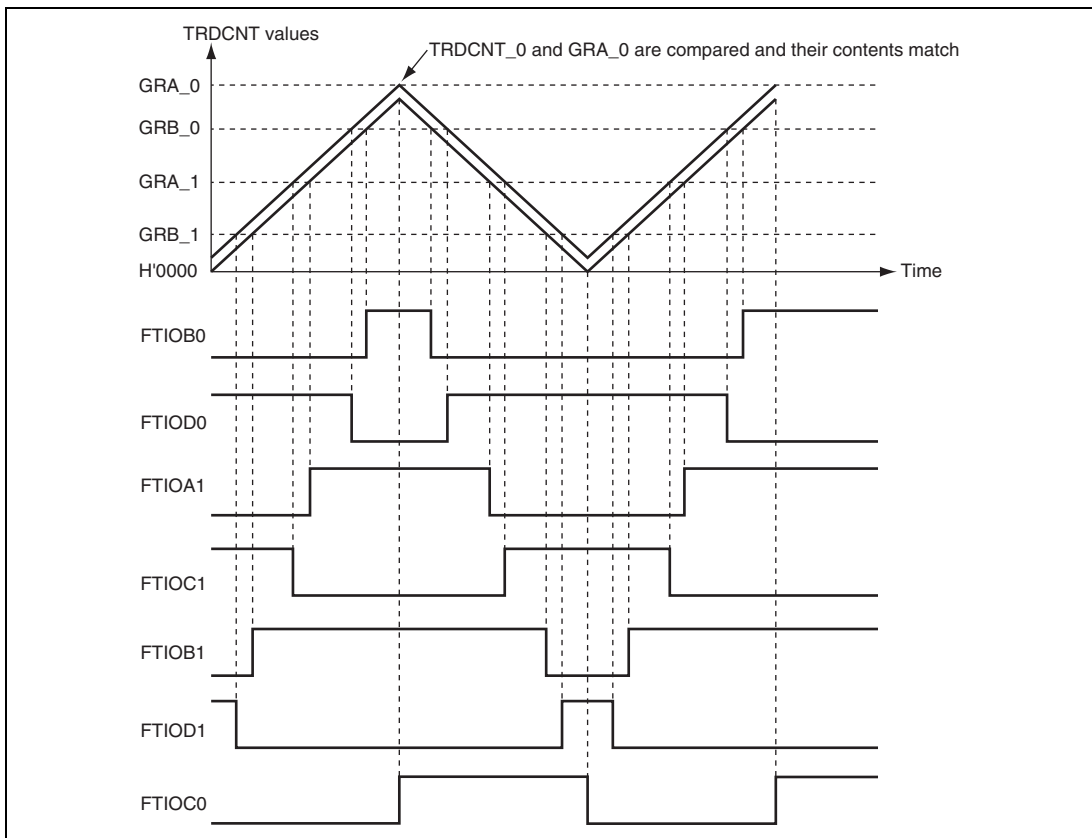 TRDCNT values
TRDCNT_0 and GRA_0 are compared and their contents match
GRA_0
GRB_0
GRA_1
GRB_1
H'0000
Time
FTIOB0
FTIOD0
FTIOA1
FTIOC1
FTIOB1
FTIOD1
FTIOC0